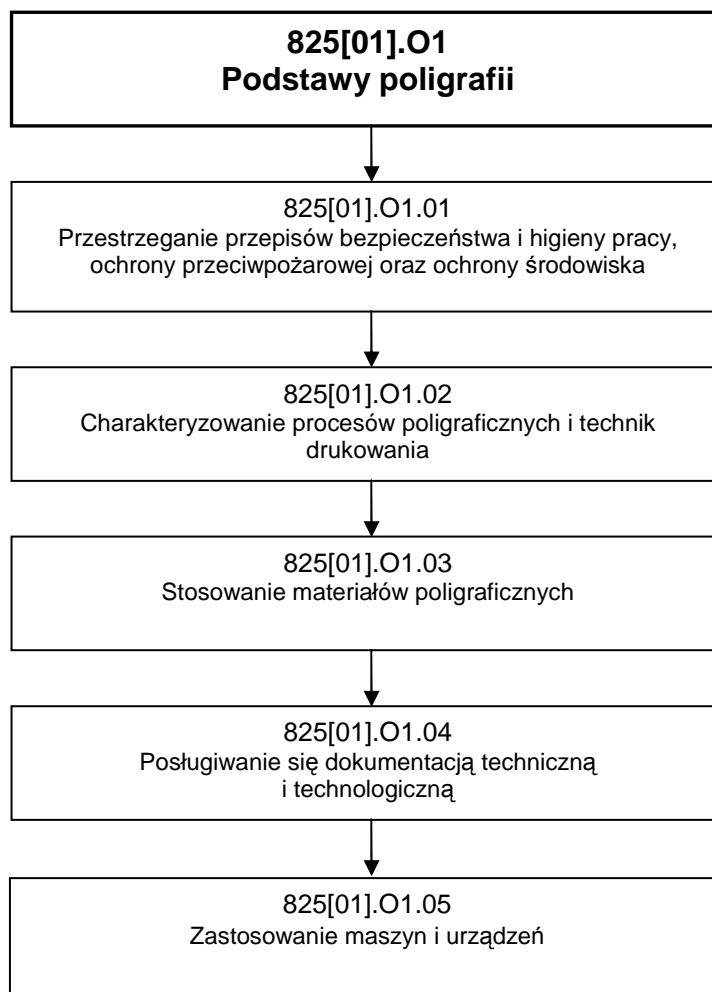 825[01].O1
Podstawy poligrafii
825[01].O1.01
Przestrzeganie przepisów bezpieczeństwa i higieny pracy,
ochrony przeciwpożarowej oraz ochrony środowiska
825[01].O1.02
Charakteryzowanie procesów poligraficznych i technik
drukowania
825[01].O1.03
Stosowanie materiałów poligraficznych
825[01].O1.04
Posługiwanie się dokumentacją techniczną
i technologiczną
825[01].O1.05
Zastosowanie maszyn i urządzeń